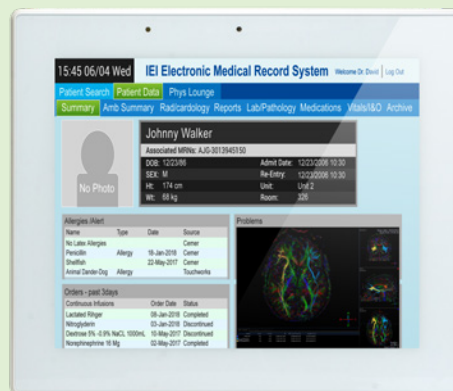 15:45 06/04 Wed IEI Electronic Medical Record System Welcome Dr. David | Log Out
Patient Search Patient Data Phys Lounge
Summary Amb Summary Rad/cardology Reports Lab/Pathology Medications Vitals/I&O Archive
No Photo
Johnny Walker
Associated MRNs: AJG-3013945150
DOB: 12/23/86 Admit Date: 12/23/2006 10:30
SEX: M Re-Entry: 12/23/2006 10:30
Ht: 174 cm Unit: Unit 2
Wt: 68 kg Room: 326
Allergies /Alert
Name Type Date Source
No Latex Allergies Cerner
Penicillin Allergy 18-Jan-2018 Cerner
Shellfish 22-May-2017 Cerner
Animal Dander-Dog Allergy Touchworks
Problems
Orders - past 3days
Continuous Infusions Order Date Status
Lactated Rihger 08-Jan-2018 Completed
Nitroglyderin 03-Jan-2018 Discontinued
Dextrose 5% -0.9% NaCL 1000mL 10-May-2017 Discontinued
Norephinephrine 16 Mg 02-May-2017 Completed